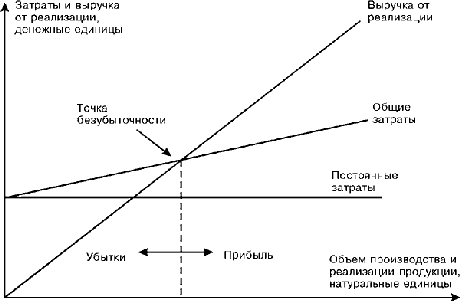 Затраты и выручка
от реализации,
денежные единицы
Выручка от
реализации
Точка
безубыточности
Общие
затраты
Постоянные
затраты
Убытки
Прибыль
Объем производства и
реализации продукции,
натуральные единицы